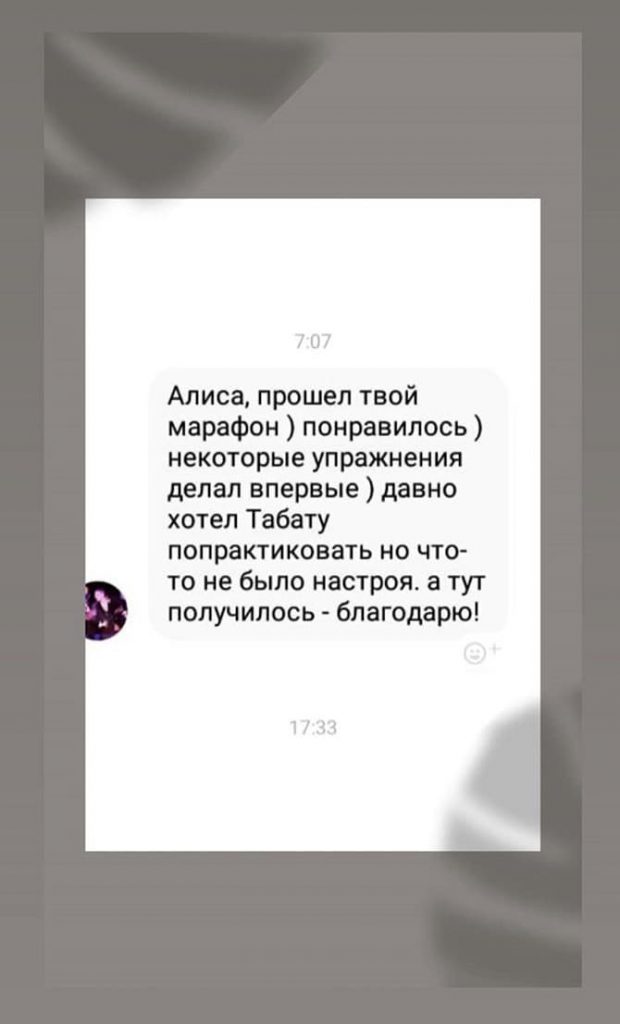 7:07
Алиса, прошел твой
марафон ) понравилось )
некоторые упражнения
делал впервые ) давно
хотел Табату
попрактиковать но что-
то не было настроя. а тут
получилось - благодарю!
17:33